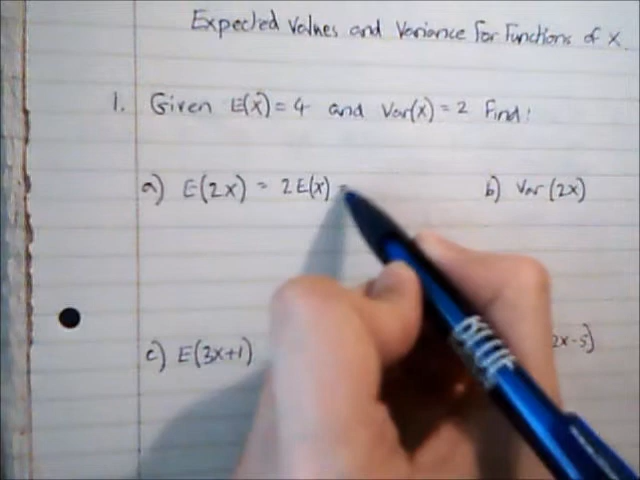 Expected Values and Variance for Functions of X
1. Given E(X) = 4 and Var(X) = 2 Find:
a) E(2X) = 2E(X) =
b) Var(2X)
c) E(3X+1)
2X-5)